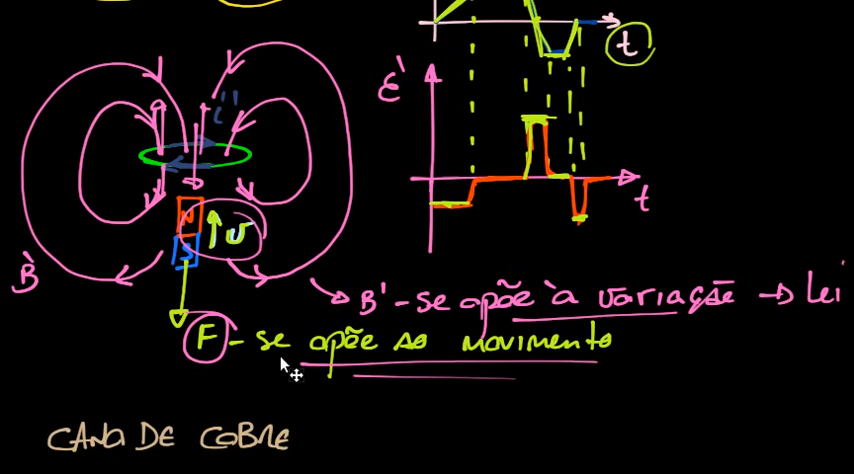 t
ε'
i'
t
N
v
S
B'
B' - se opõe à variação → Lei
F - se opõe ao movimento
CANO DE COBRE